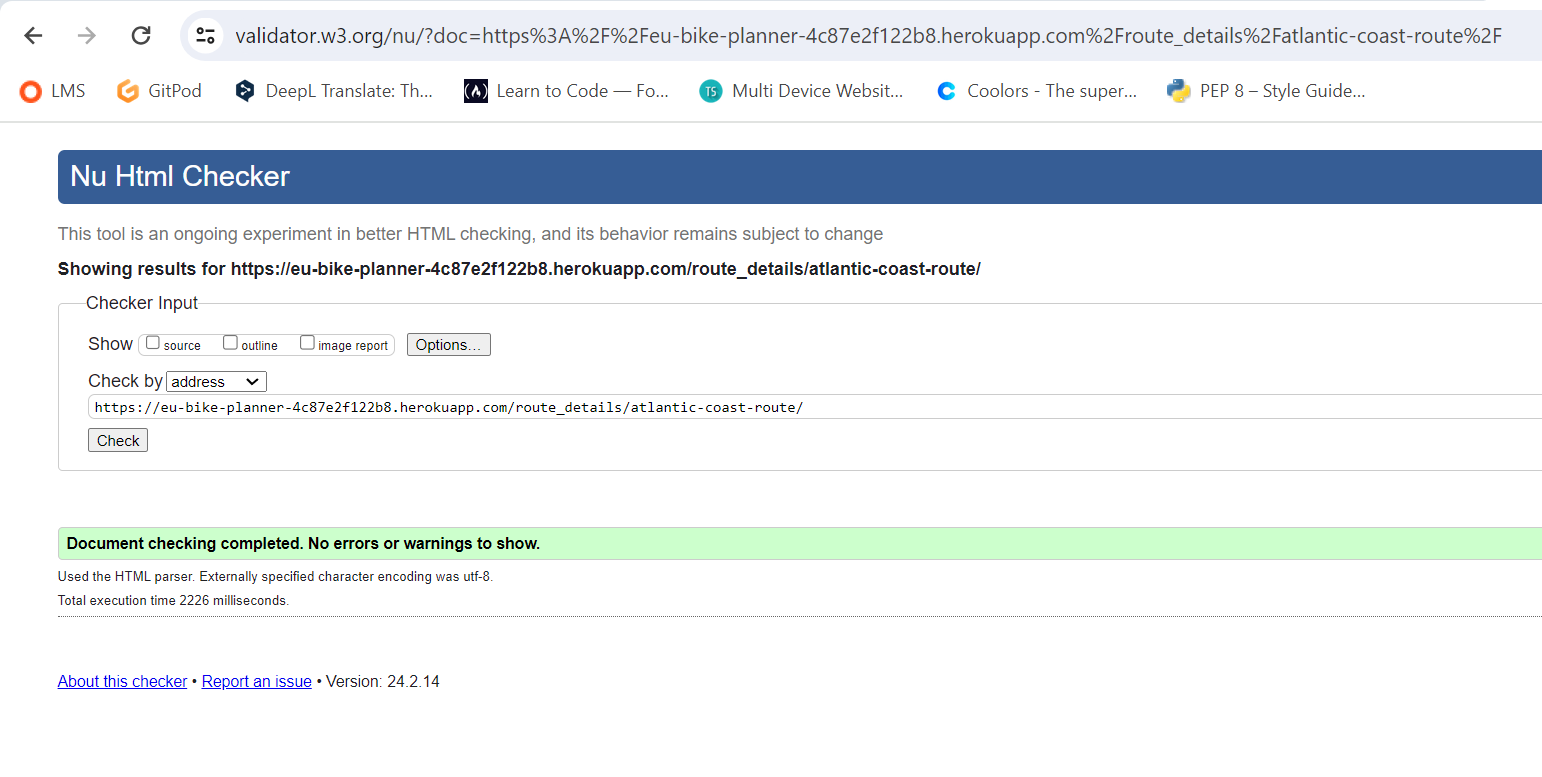 validator.w3.org/nu/?doc=https%3A%2F%2Feu-bike-planner-4c87e2f122b8.herokuapp.com%2Froute_details%2Fatlantic-coast-route%2F
LMS GitPod DeepL Translate: Th... Learn to Code — Fo... TS Multi Device Websit... Coolors - The super... PEP 8 – Style Guide...
Nu Html Checker
This tool is an ongoing experiment in better HTML checking, and its behavior remains subject to change
Showing results for https://eu-bike-planner-4c87e2f122b8.herokuapp.com/route_details/atlantic-coast-route/
Checker Input
Show source outline image report Options...
Check by address
https://eu-bike-planner-4c87e2f122b8.herokuapp.com/route_details/atlantic-coast-route/
Check
Document checking completed. No errors or warnings to show.
Used the HTML parser. Externally specified character encoding was utf-8.
Total execution time 2226 milliseconds.
About this checker • Report an issue • Version: 24.2.14